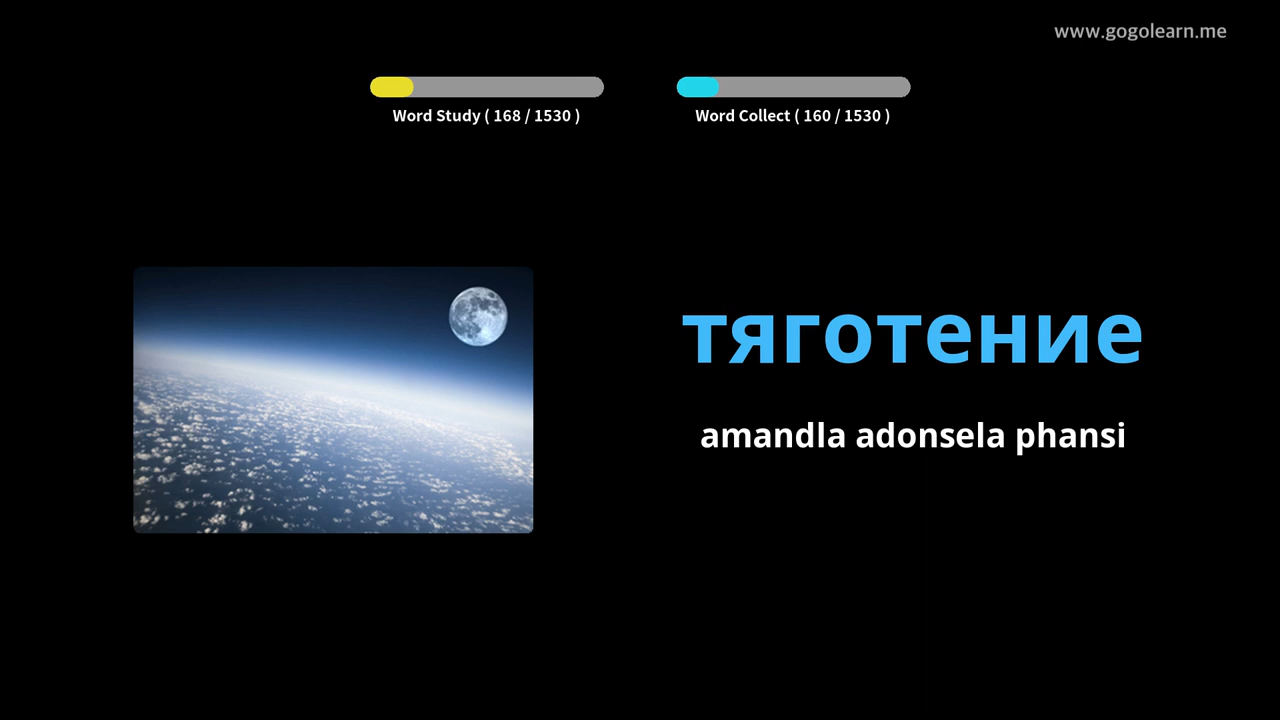 www.gogolearn.me
Word Study ( 168 / 1530 )
Word Collect ( 160 / 1530 )
тяготение
amandla adonsela phansi